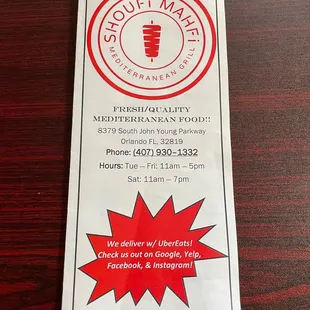 SHOUFI MAHFI
MEDITERRANEAN GRILL
FRESH/QUALITY
MEDITERRANEAN FOOD!!
8379 South John Young Parkway
Orlando FL, 32819
Phone: (407) 930–1332
Hours: Tue – Fri: 11am – 5pm
Sat: 11am – 7pm
We deliver w/ UberEats!
Check us out on Google, Yelp,
Facebook, & Instagram!